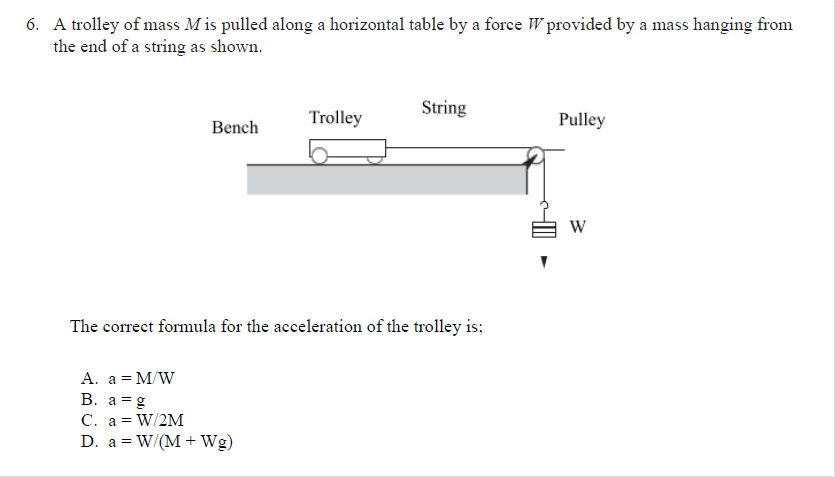 6. A trolley of mass M is pulled along a horizontal table by a force W provided by a mass hanging from
the end of a string as shown.
String
Trolley
Pulley
Bench
W
The correct formula for the acceleration of the trolley is;
A. a = M/W
B. a = g
C. a = W/2M
D. a = W/(M + Wg)